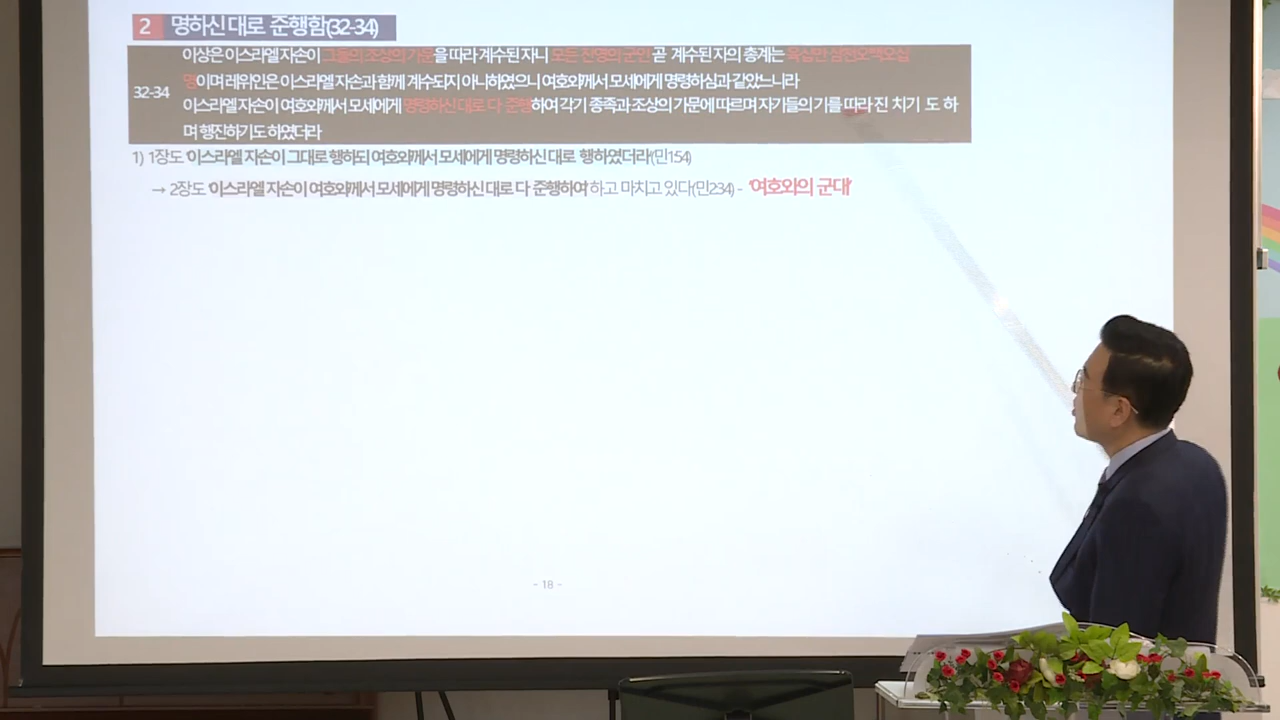 2 명하신대로 준행함(32-34)
이상은 이스라엘 자손이 그들의 조상의 가문을 따라 계수된 자니 모든 진영의 군인 곧 계수된 자의 총계는 육십만 삼천오백오십
32-34 명이며 레위인은 이스라엘 자손과 함께 계수되지 아니하였으니 여호와께서 모세에게 명령하심과 같았느니라
이스라엘 자손이 여호와께서 모세에게 명령하신대로 다 준행하여 각기 종족과 조상의 가문에 따르며 자기들의 기를 따라 진 치기 도 하
며 행진하기도 하였더라
1) 1장도 '이스라엘 자손이 그대로 행하되 여호와께서 모세에게 명령하신 대로 행하였더라'(민1:54)
→ 2장도 '이스라엘 자손이 여호와께서 모세에게 명령하신 대로 다 준행하여' 하고 마치고 있다(민2:34) - '여호와의 군대'
- 18 -